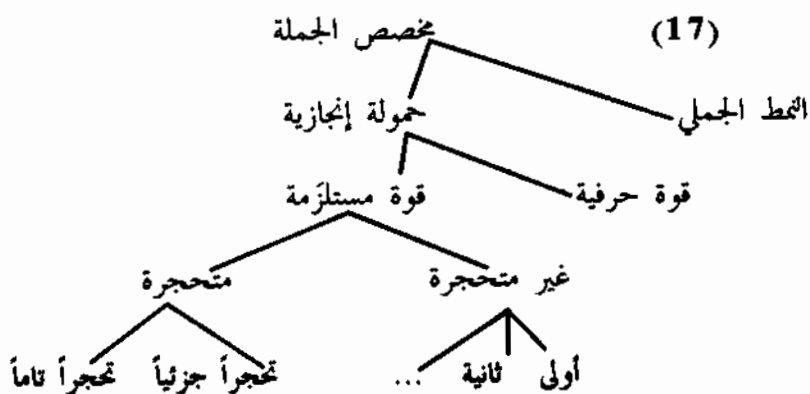 (17) مخصص الجملة
النمط الجملي حمولة إنجازية
قوة حرفية قوة مستلزَمة
غير متحجرة متحجرة
أولى ثانية ... تحجراً جزئياً تحجراً تاماً